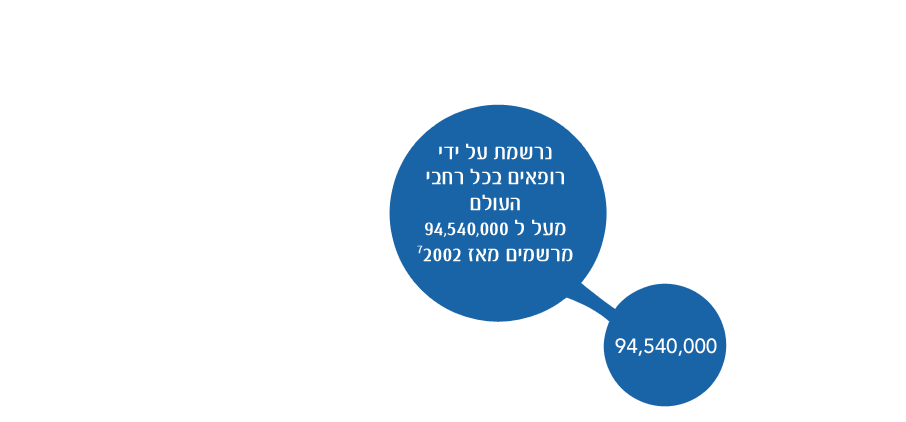 נרשמת על ידי
רופאים בכל רחבי
העולם
מעל ל 94,540,000
מרשמים מאז 2002⁷
94,540,000